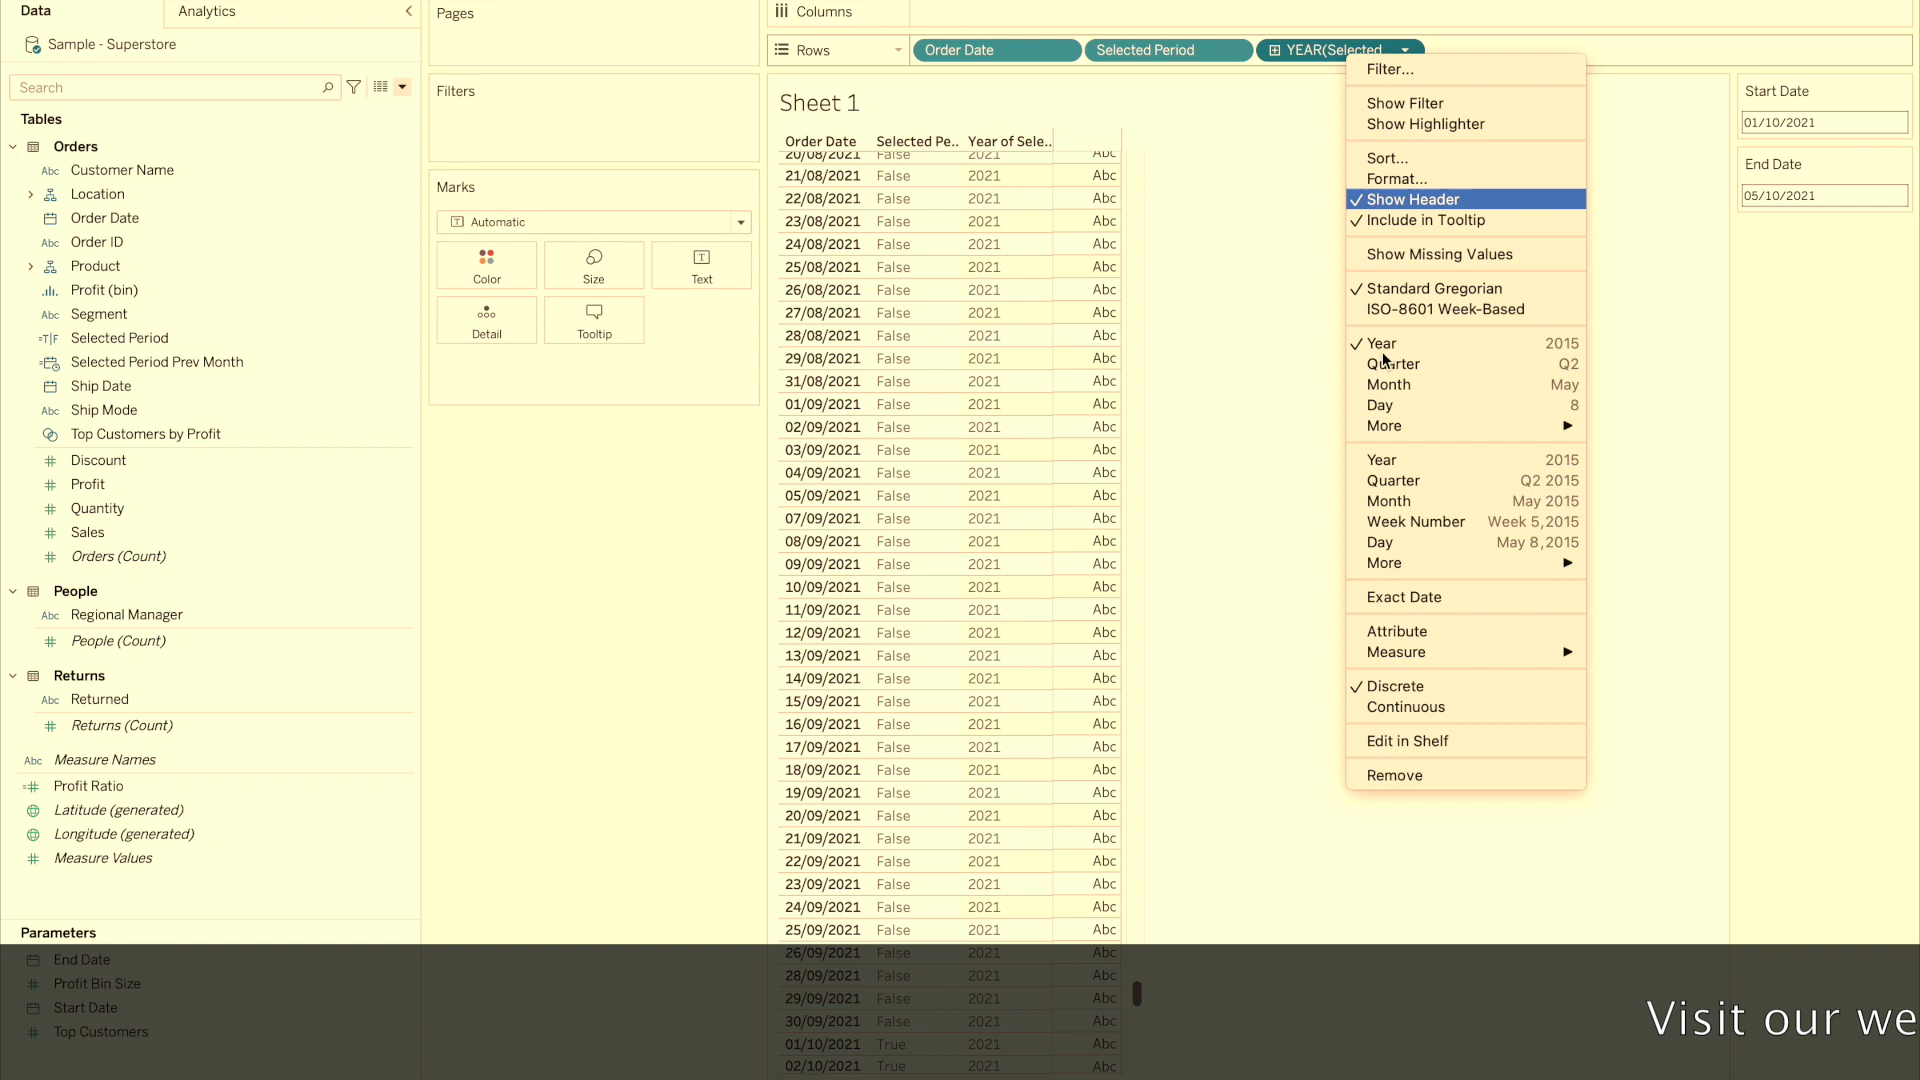 Data
Analytics
Sample - Superstore
Search
Tables
Orders
Abc Customer Name
Location
Order Date
Abc Order ID
Product
Profit (bin)
Abc Segment
=T|F Selected Period
Selected Period Prev Month
Ship Date
Abc Ship Mode
Top Customers by Profit
# Discount
# Profit
# Quantity
# Sales
# Orders (Count)
People
Abc Regional Manager
# People (Count)
Returns
Abc Returned
# Returns (Count)
Abc Measure Names
=# Profit Ratio
Latitude (generated)
Longitude (generated)
# Measure Values
Parameters
End Date
# Profit Bin Size
Start Date
# Top Customers
Pages
Filters
Marks
Automatic
Color
Size
Text
Detail
Tooltip
Columns
Rows
Order Date
Selected Period
YEAR(Selected
Sheet 1
Order Date Selected Pe.. Year of Sele..
20/08/2021 False 2021 Abc
21/08/2021 False 2021 Abc
22/08/2021 False 2021 Abc
23/08/2021 False 2021 Abc
24/08/2021 False 2021 Abc
25/08/2021 False 2021 Abc
26/08/2021 False 2021 Abc
27/08/2021 False 2021 Abc
28/08/2021 False 2021 Abc
29/08/2021 False 2021 Abc
31/08/2021 False 2021 Abc
01/09/2021 False 2021 Abc
02/09/2021 False 2021 Abc
03/09/2021 False 2021 Abc
04/09/2021 False 2021 Abc
05/09/2021 False 2021 Abc
07/09/2021 False 2021 Abc
08/09/2021 False 2021 Abc
09/09/2021 False 2021 Abc
10/09/2021 False 2021 Abc
11/09/2021 False 2021 Abc
12/09/2021 False 2021 Abc
13/09/2021 False 2021 Abc
14/09/2021 False 2021 Abc
15/09/2021 False 2021 Abc
16/09/2021 False 2021 Abc
17/09/2021 False 2021 Abc
18/09/2021 False 2021 Abc
19/09/2021 False 2021 Abc
20/09/2021 False 2021 Abc
21/09/2021 False 2021 Abc
22/09/2021 False 2021 Abc
23/09/2021 False 2021 Abc
24/09/2021 False 2021 Abc
25/09/2021 False 2021 Abc
26/09/2021 False 2021 Abc
28/09/2021 False 2021 Abc
29/09/2021 False 2021 Abc
30/09/2021 False 2021 Abc
01/10/2021 True 2021 Abc
02/10/2021 True 2021 Abc
Filter...
Show Filter
Show Highlighter
Sort...
Format...
Show Header
Include in Tooltip
Show Missing Values
Standard Gregorian
ISO-8601 Week-Based
Year 2015
Quarter Q2
Month May
Day 8
More
Year 2015
Quarter Q2 2015
Month May 2015
Week Number Week 5,2015
Day May 8,2015
More
Exact Date
Attribute
Measure
Discrete
Continuous
Edit in Shelf
Remove
Start Date
01/10/2021
End Date
05/10/2021
Visit our we